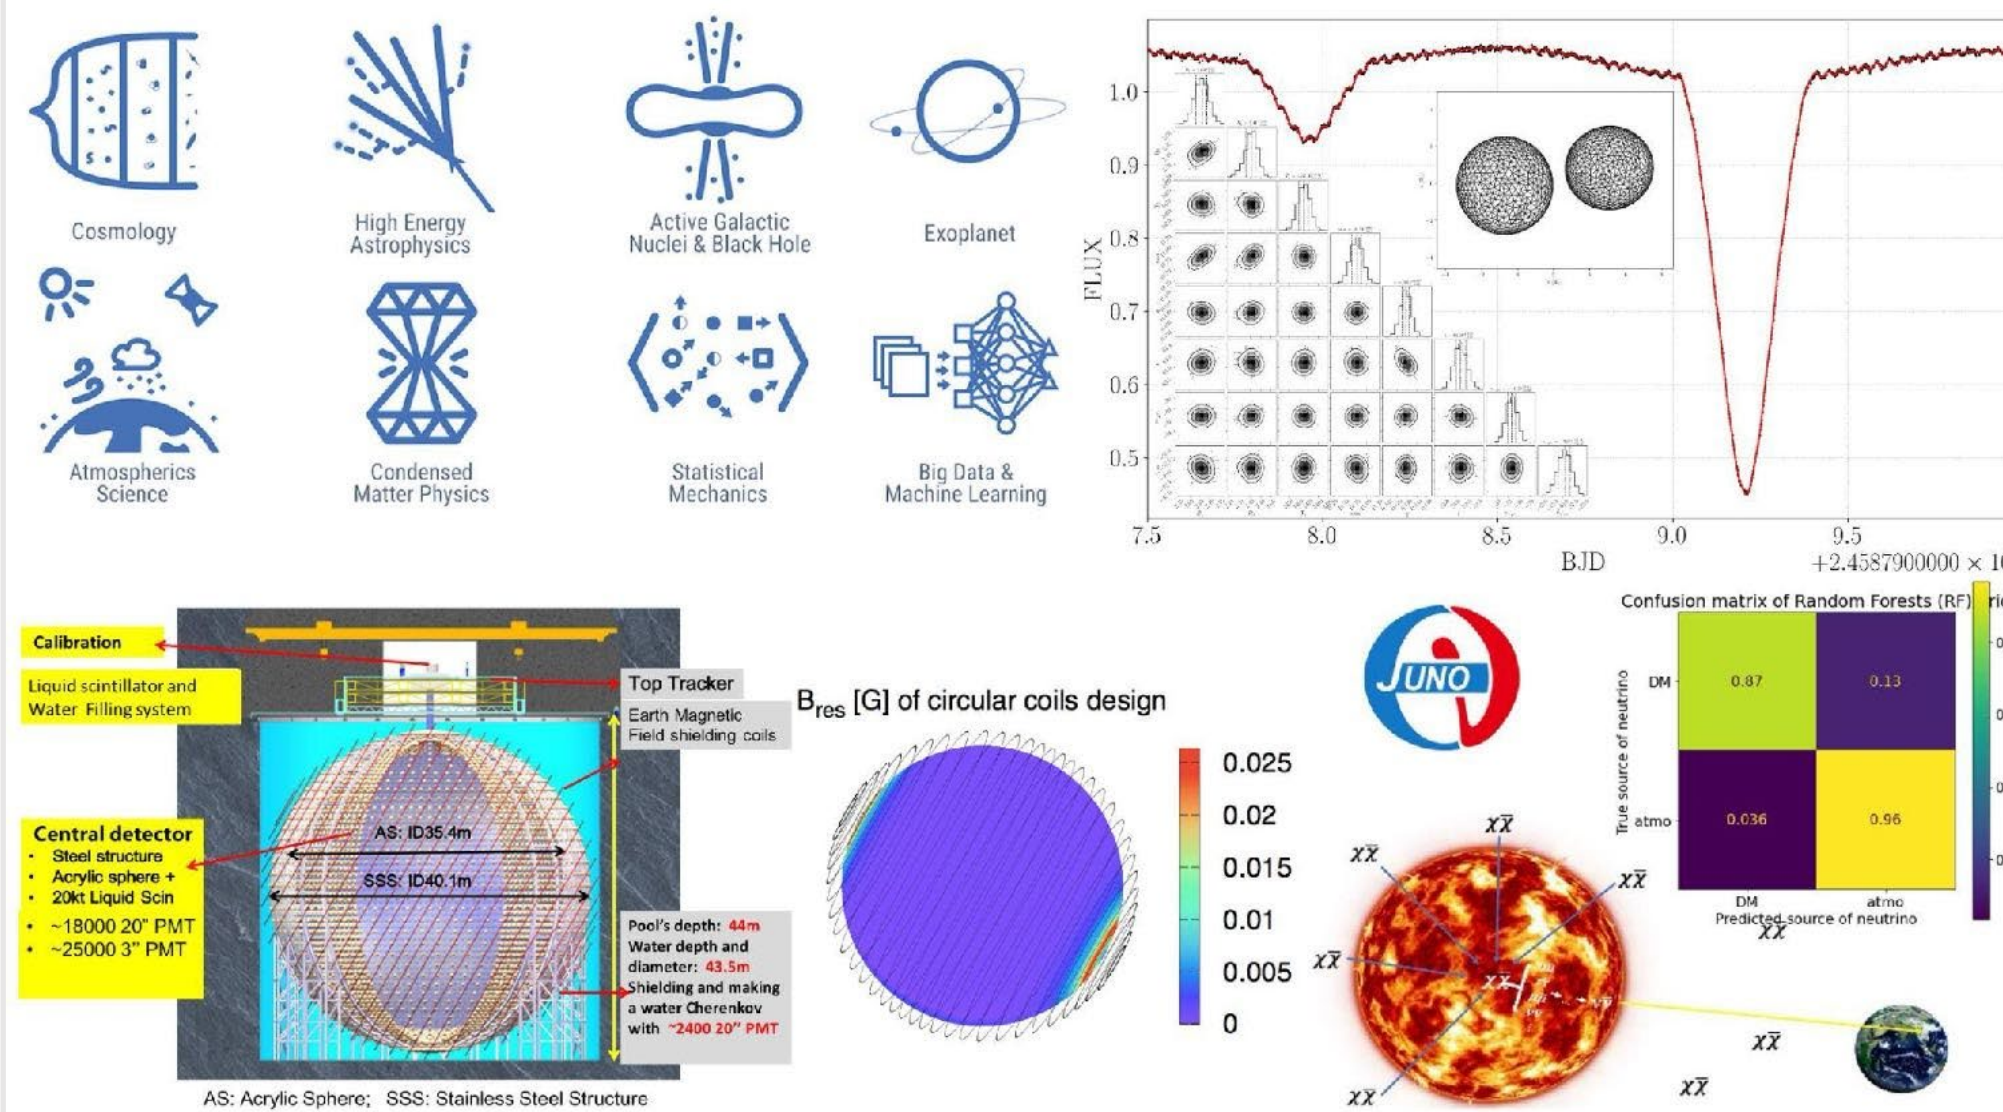 Cosmology
High Energy
Astrophysics
Active Galactic
Nuclei & Black Hole
Exoplanet
Atmospherics
Science
Condensed
Matter Physics
Statistical
Mechanics
Big Data &
Machine Learning
FLUX
1.0
0.9
0.8
0.7
0.6
0.5
7.5
8.0
8.5
9.0
9.5
BJD
+2.4587900000 × 1
Calibration
Liquid scintillator and
Water Filling system
Central detector
• Steel structure
• Acrylic sphere +
• 20kt Liquid Scin
• ~18000 20" PMT
• ~25000 3" PMT
Top Tracker
Earth Magnetic
Field shielding coils
AS: ID35.4m
SSS: ID40.1m
Pool's depth: 44m
Water depth and
diameter: 43.5m
Shielding and making
a water Cherenkov
with ~2400 20" PMT
AS: Acrylic Sphere; SSS: Stainless Steel Structure
Bres [G] of circular coils design
0.025
0.02
0.015
0.01
0.005
0
JUNO
Confusion matrix of Random Forests (RF)
True source of neutrino
DM
atmo
0.87
0.13
0.036
0.96
DM
atmo
Predicted source of neutrino
χχ̅
χχ̅
χχ̅
χχ̅
χχ̅
χχ̅
χχ̅
χχ̅
χχ̅